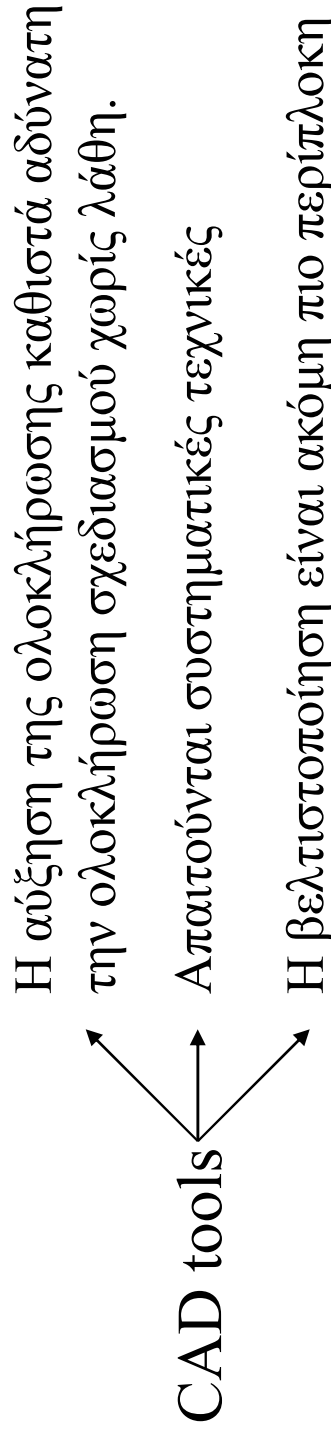 Η αύξηση της ολοκλήρωσης καθιστά αδύνατη
την ολοκλήρωση σχεδιασμού χωρίς λάθη.
CAD tools
Απαιτούνται συστηματικές τεχνικές
Η βελτιστοποίηση είναι ακόμη πιο περίπλοκη